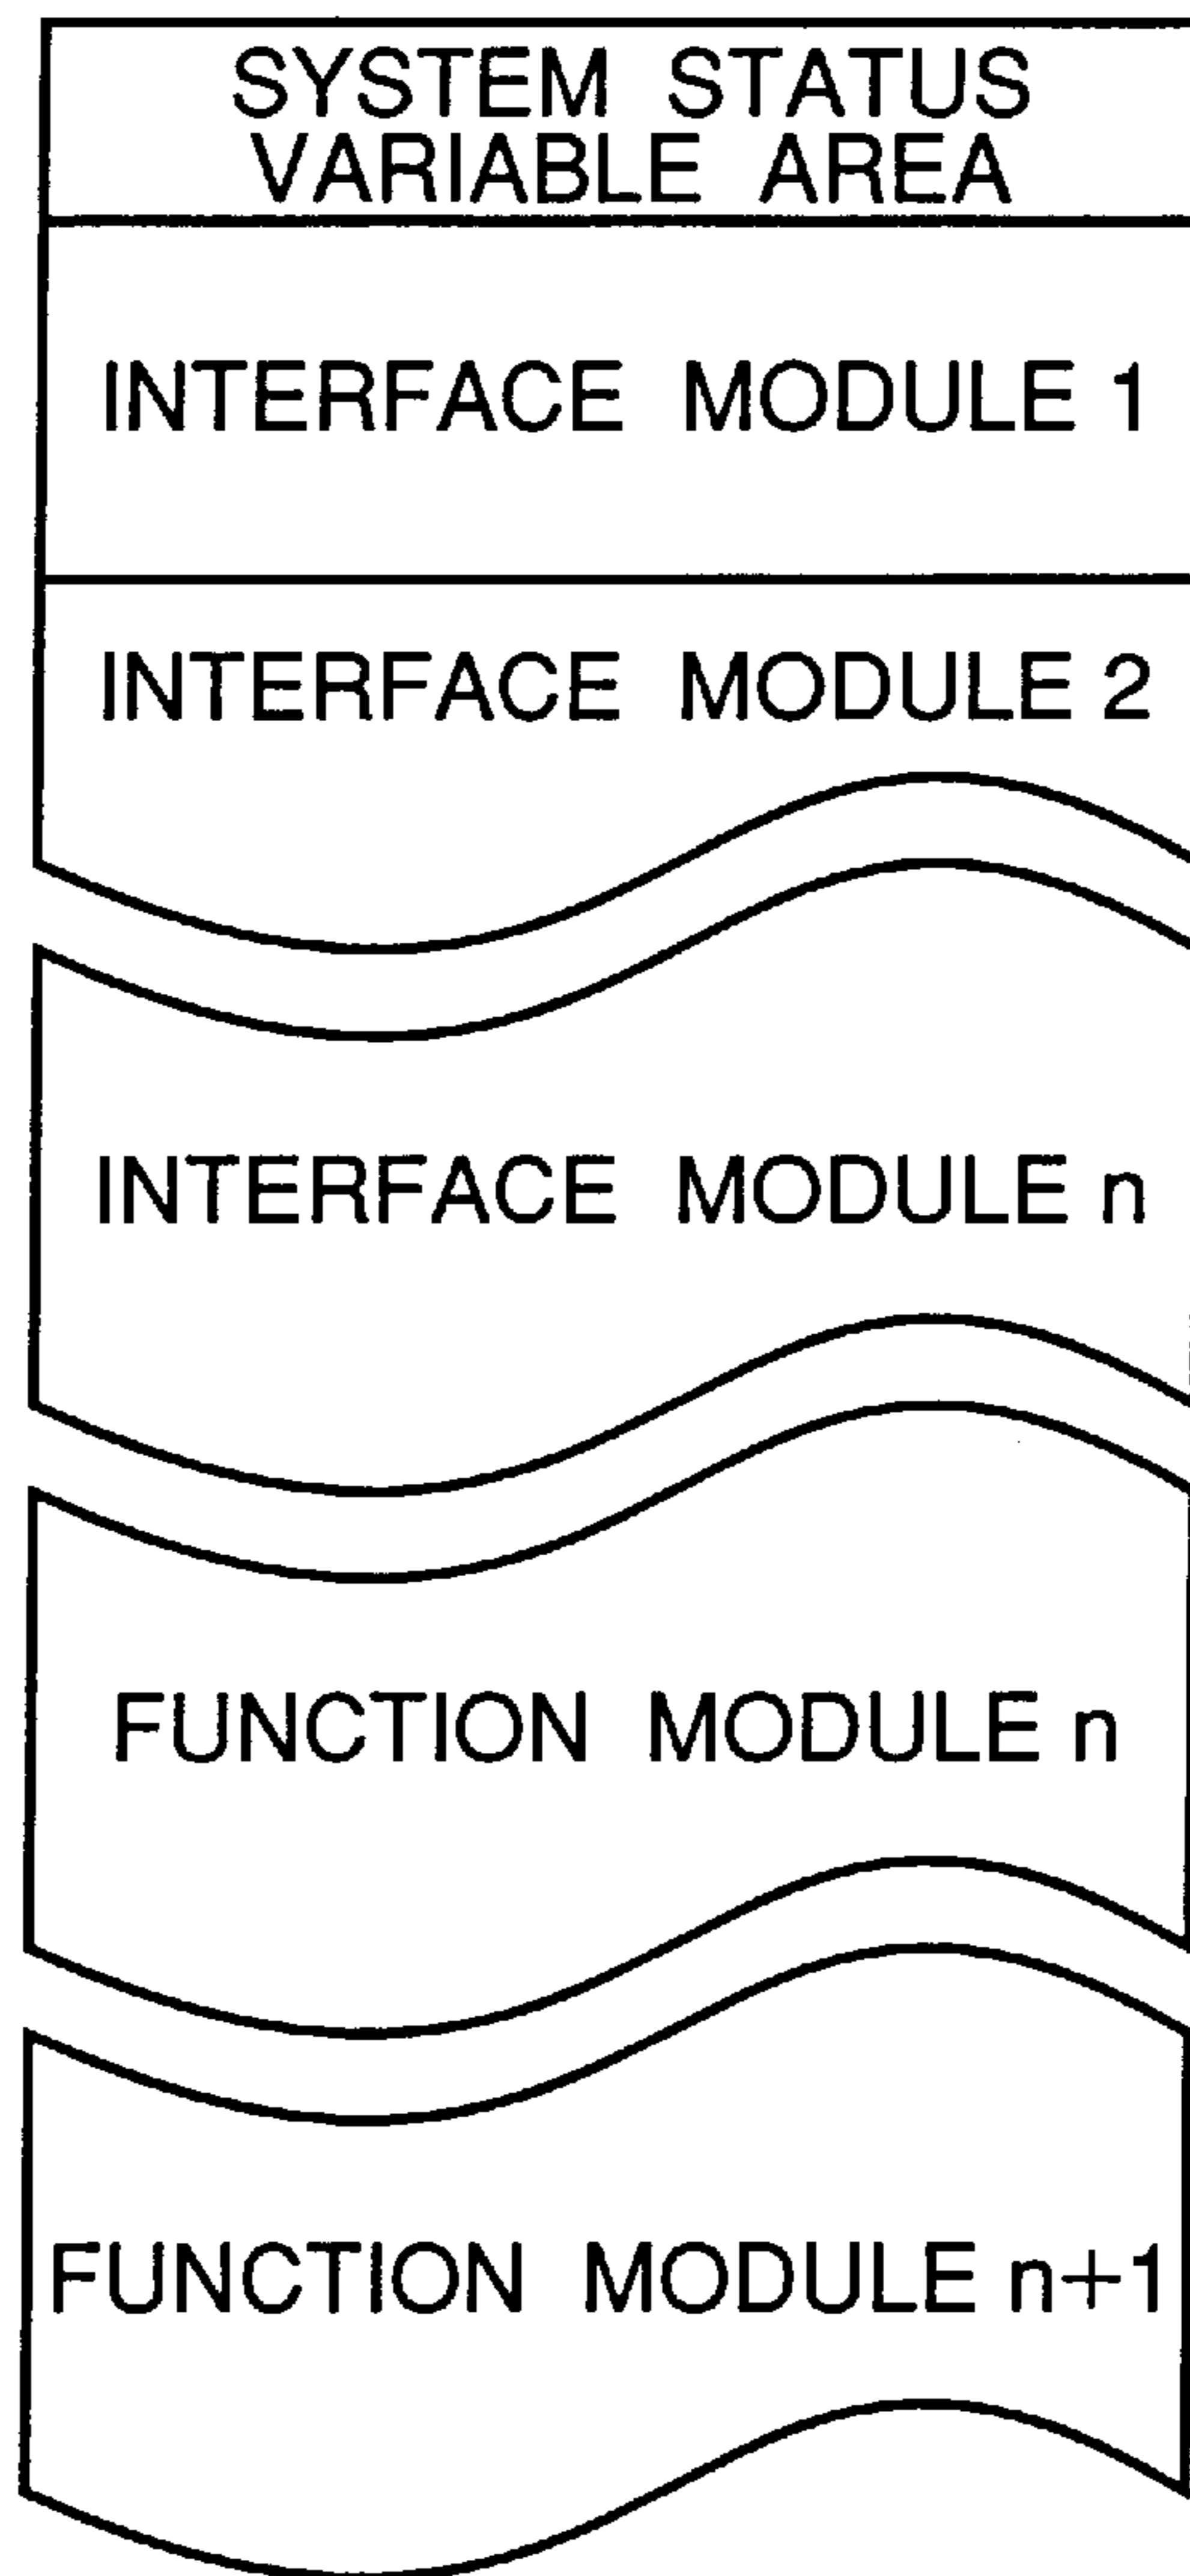 SYSTEM STATUS
VARIABLE AREA
INTERFACE MODULE 1
INTERFACE MODULE 2
INTERFACE MODULE n
FUNCTION MODULE n
FUNCTION MODULE n+1